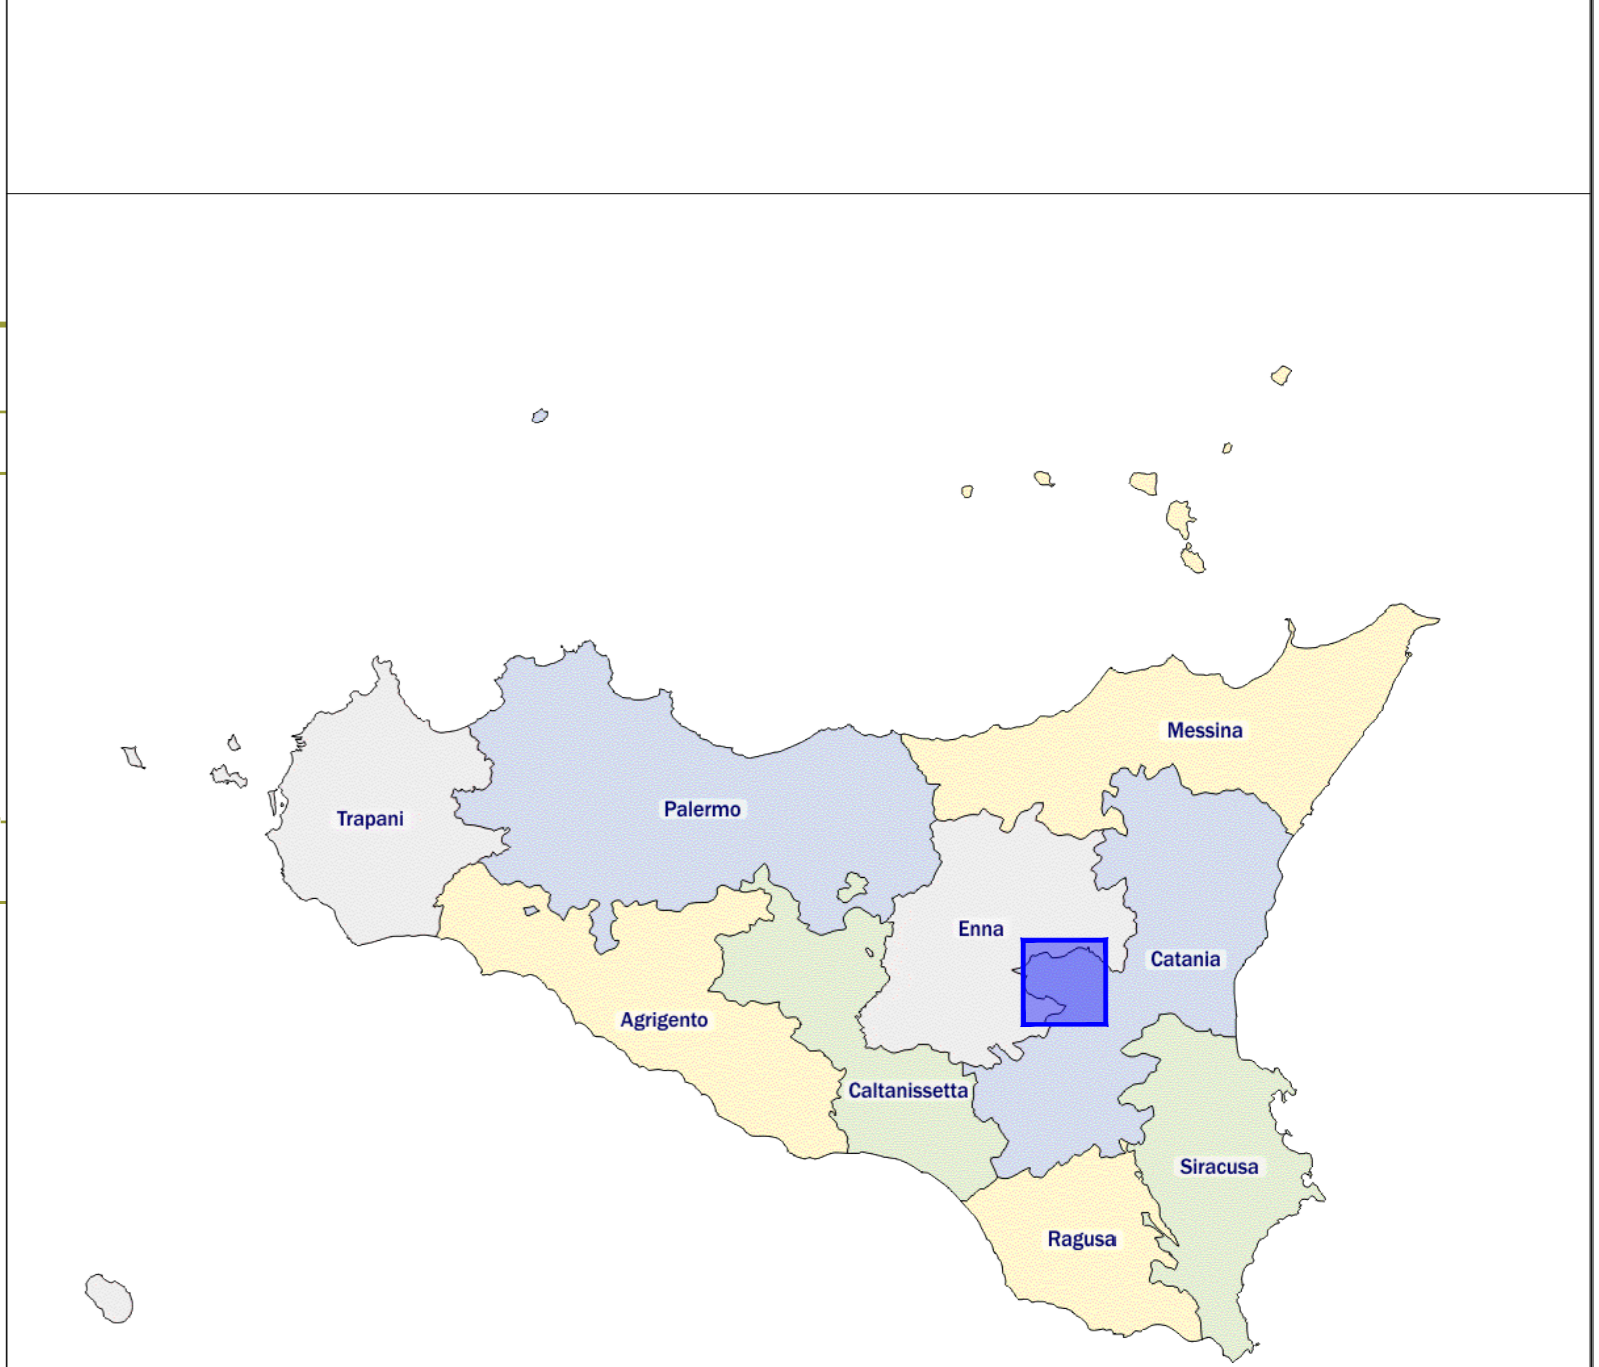 Messina
Palermo
Trapani
Enna
Catania
Agrigento
Caltanissetta
Siracusa
Ragusa